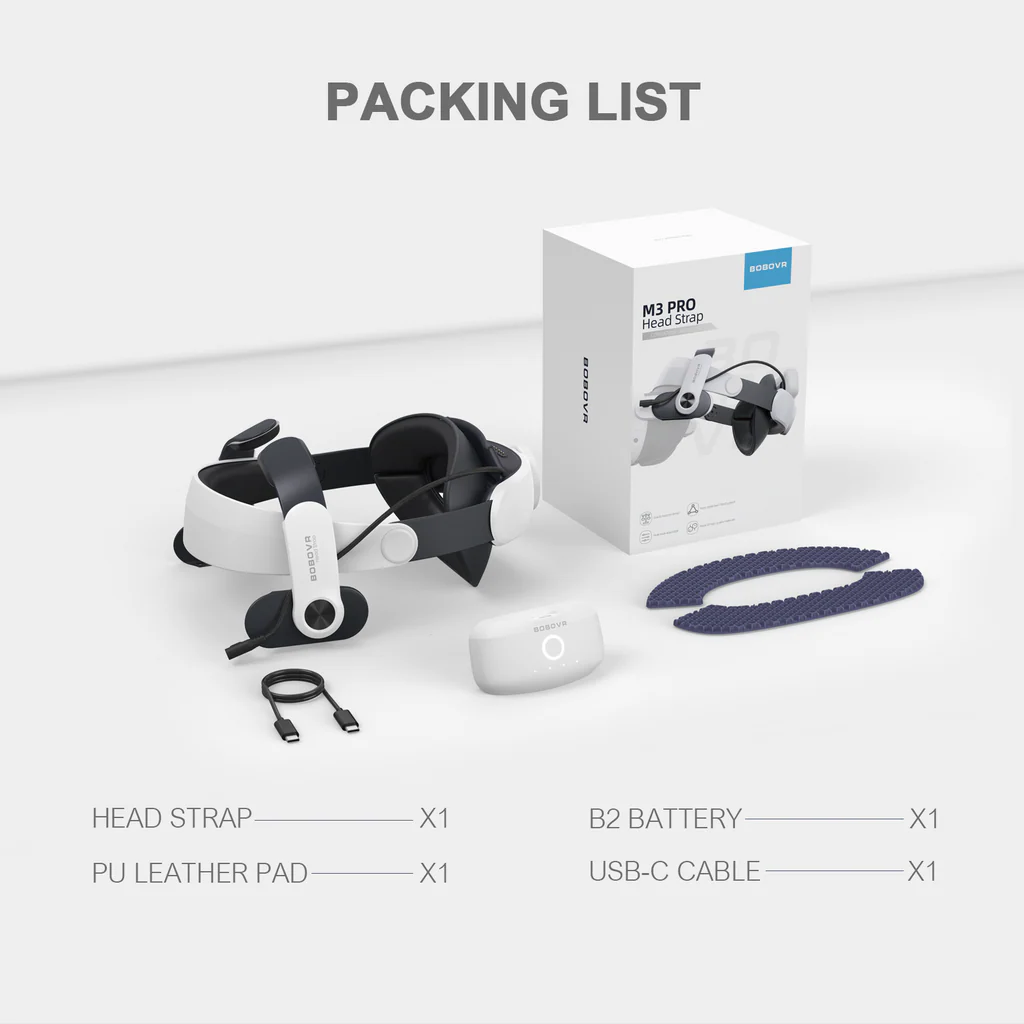 PACKING LIST
BOBOVR
M3 PRO
Head Strap
BOBOVR
BOBOVR
BOBOVR
HEAD STRAP X1
B2 BATTERY X1
PU LEATHER PAD X1
USB-C CABLE X1